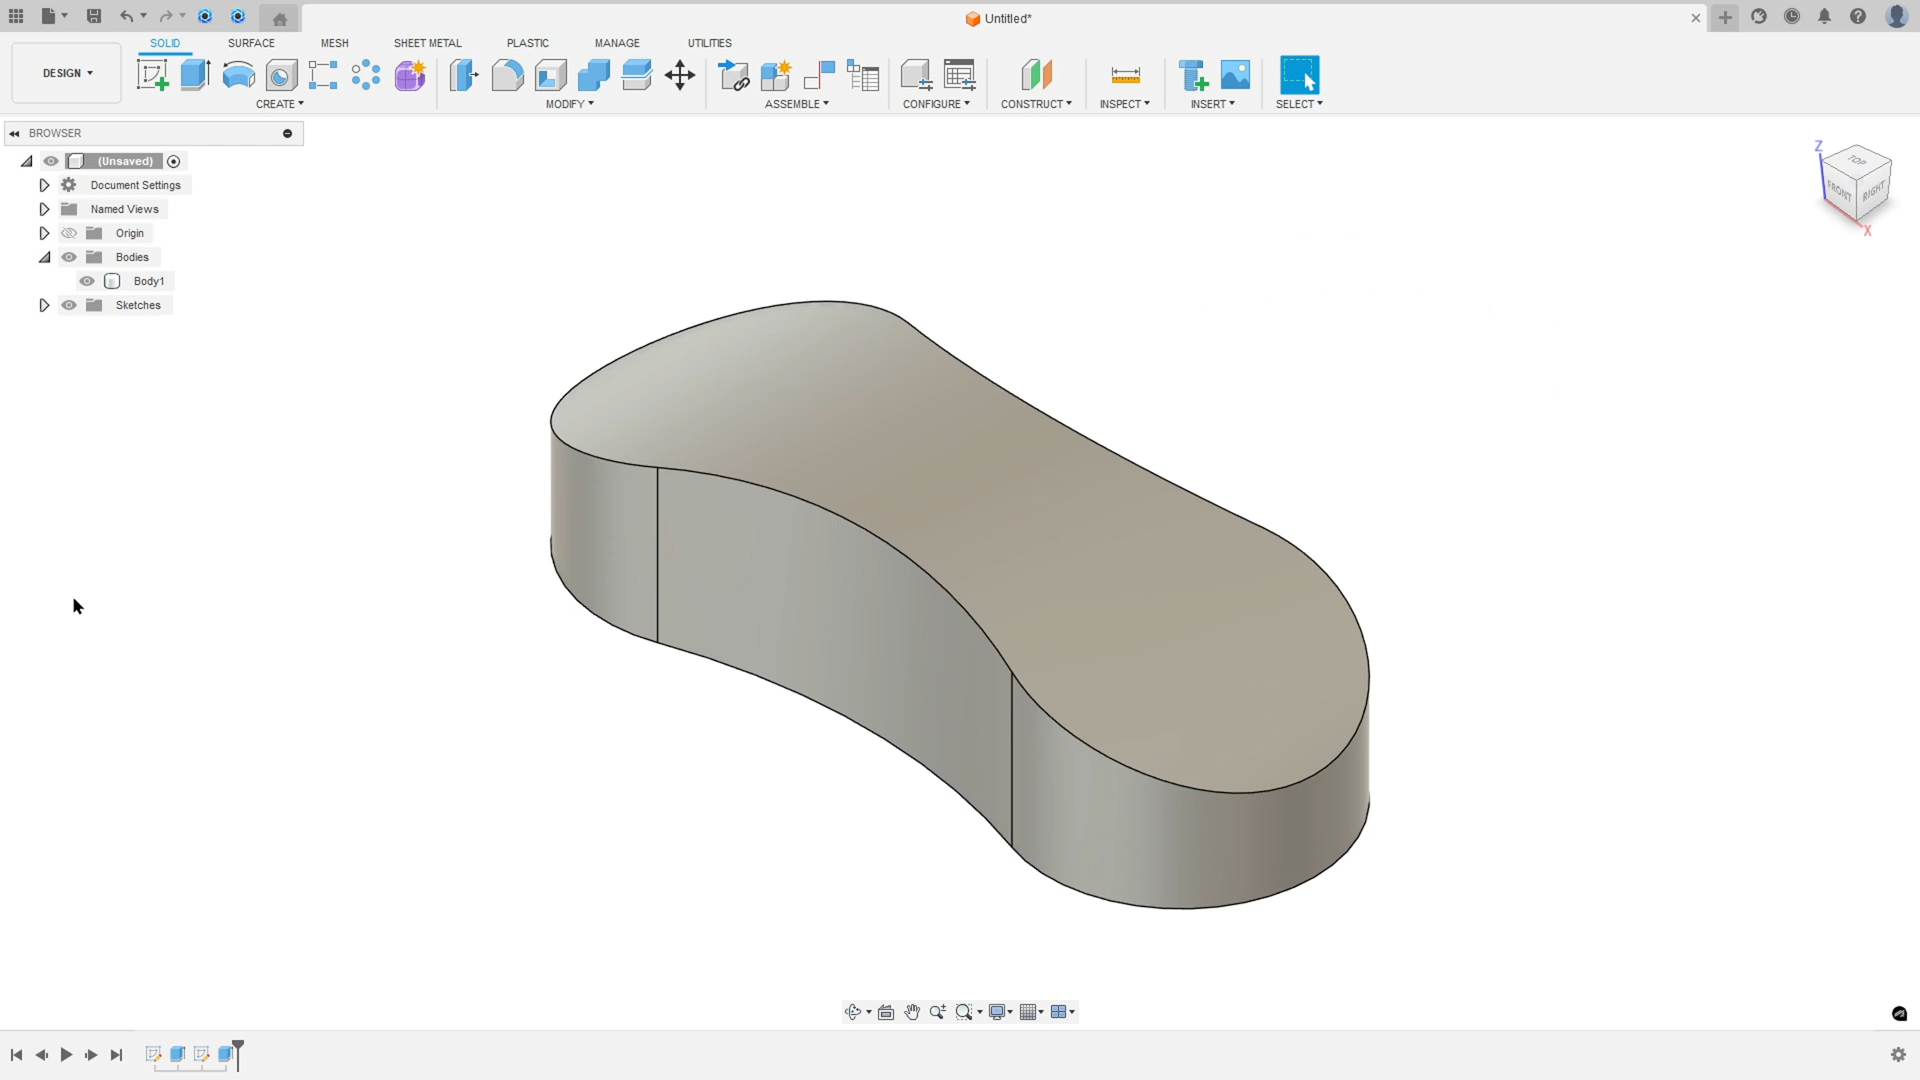 Untitled*
SOLID SURFACE MESH SHEET METAL PLASTIC MANAGE UTILITIES
DESIGN
CREATE MODIFY ASSEMBLE CONFIGURE CONSTRUCT INSPECT INSERT SELECT
BROWSER
(Unsaved)
Document Settings
Named Views
Origin
Bodies
Body1
Sketches
Z
TOP
FRONT
RIGHT
X